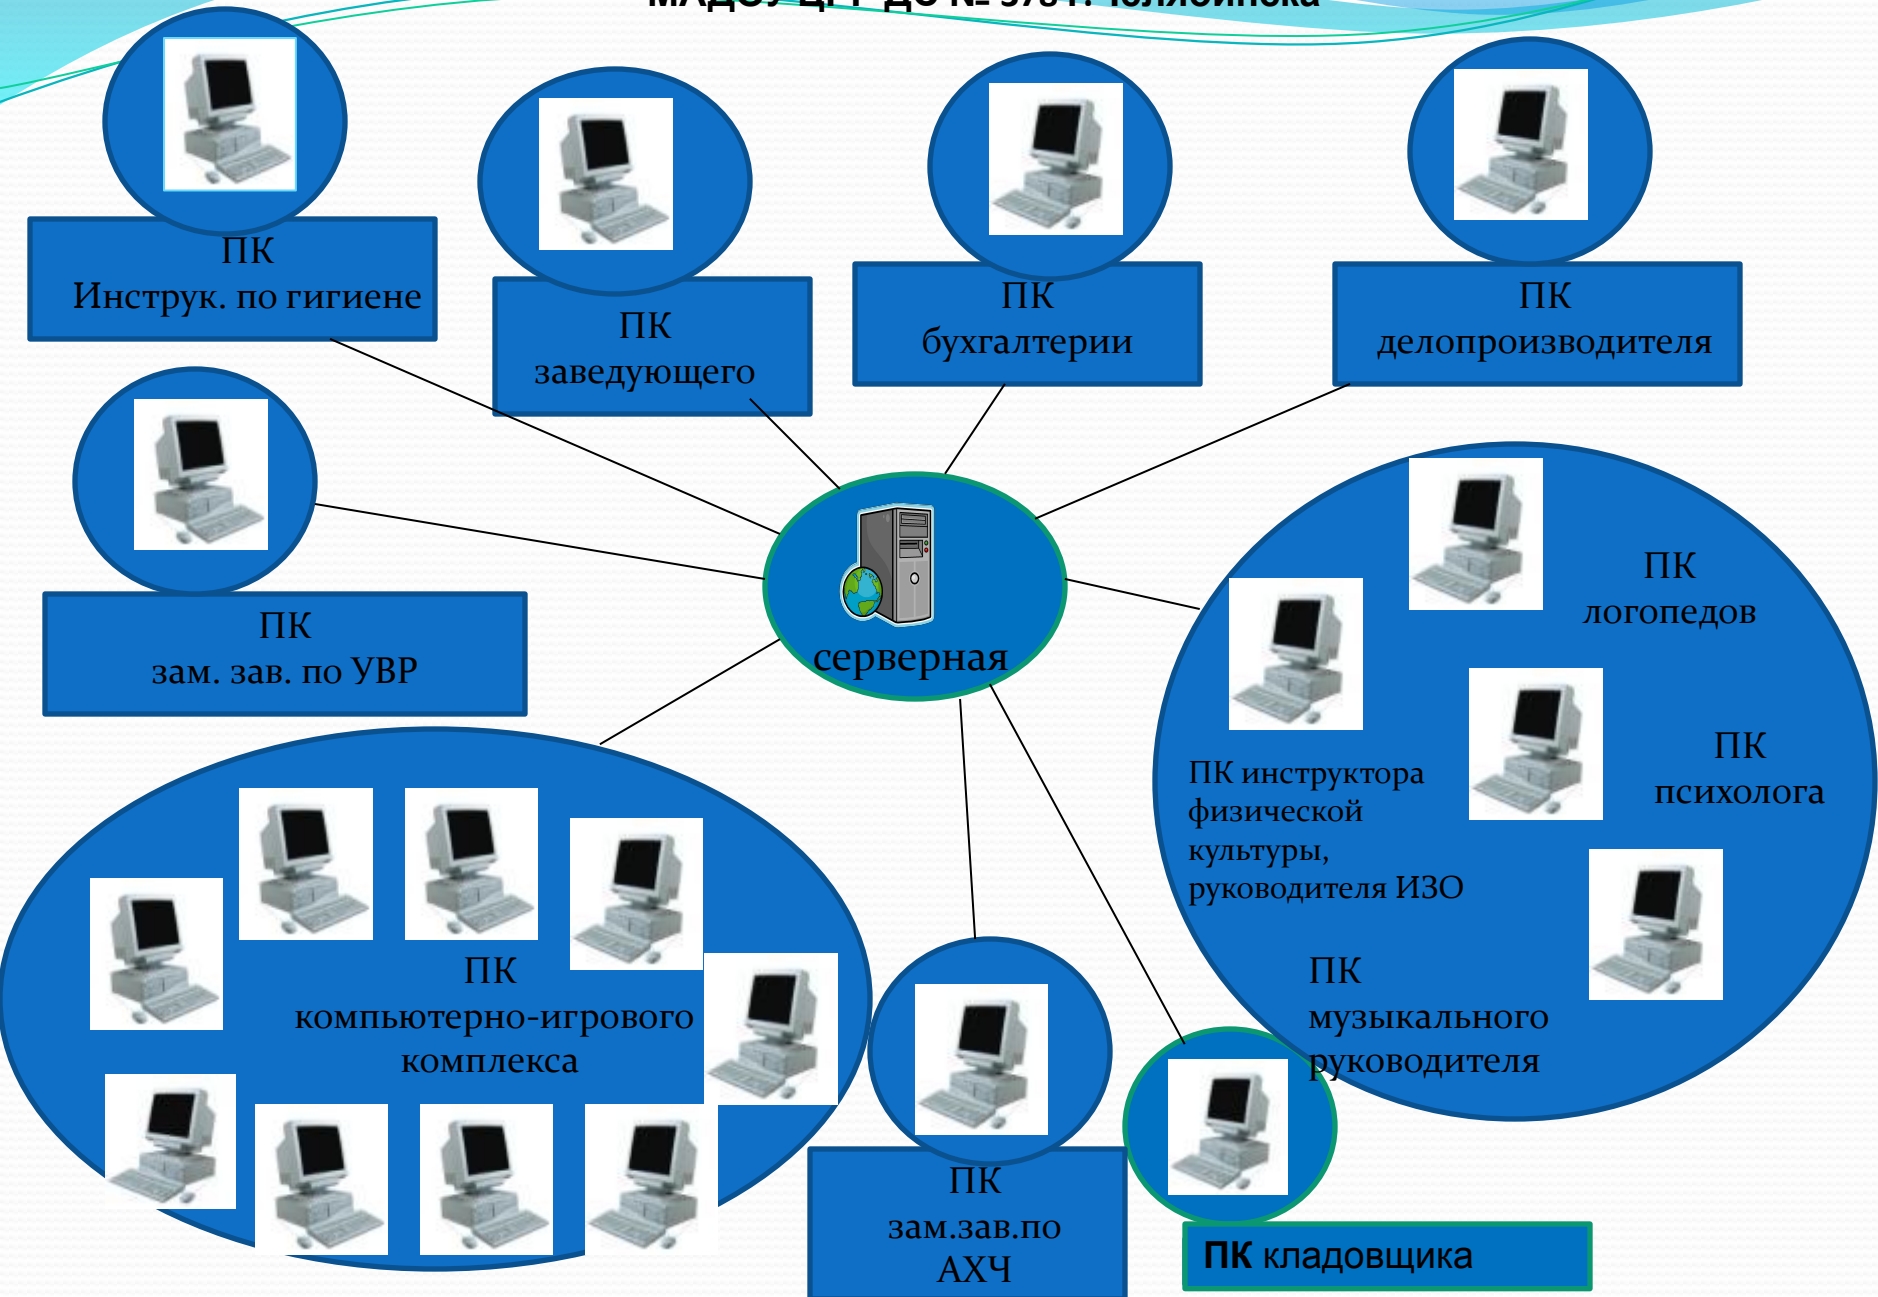 ПК
Инструк. по гигиене
ПК
заведующего
ПК
бухгалтерии
ПК
делопроизводителя
ПК
зам. зав. по УВР
серверная
ПК
логопедов
ПК
психолога
ПК инструктора
физической
культуры,
руководителя ИЗО
ПК
музыкального
руководителя
ПК
компьютерно-игрового
комплекса
ПК
зам.зав.по
АХЧ
ПК кладовщика